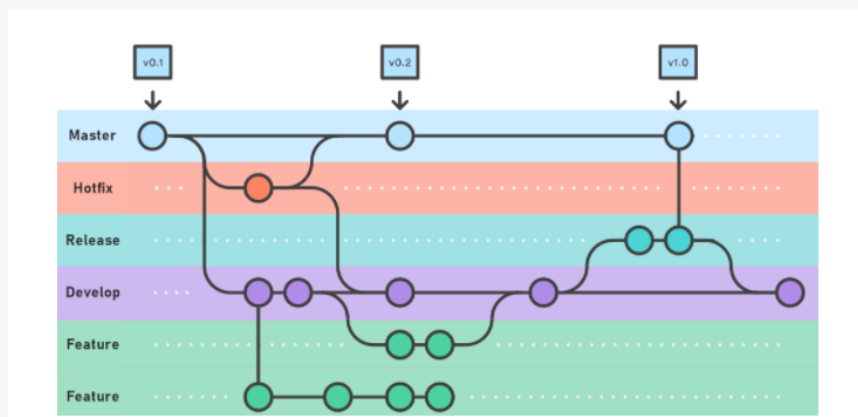 v0.1
v0.2
v1.0
Master
Hotfix
Release
Develop
Feature
Feature